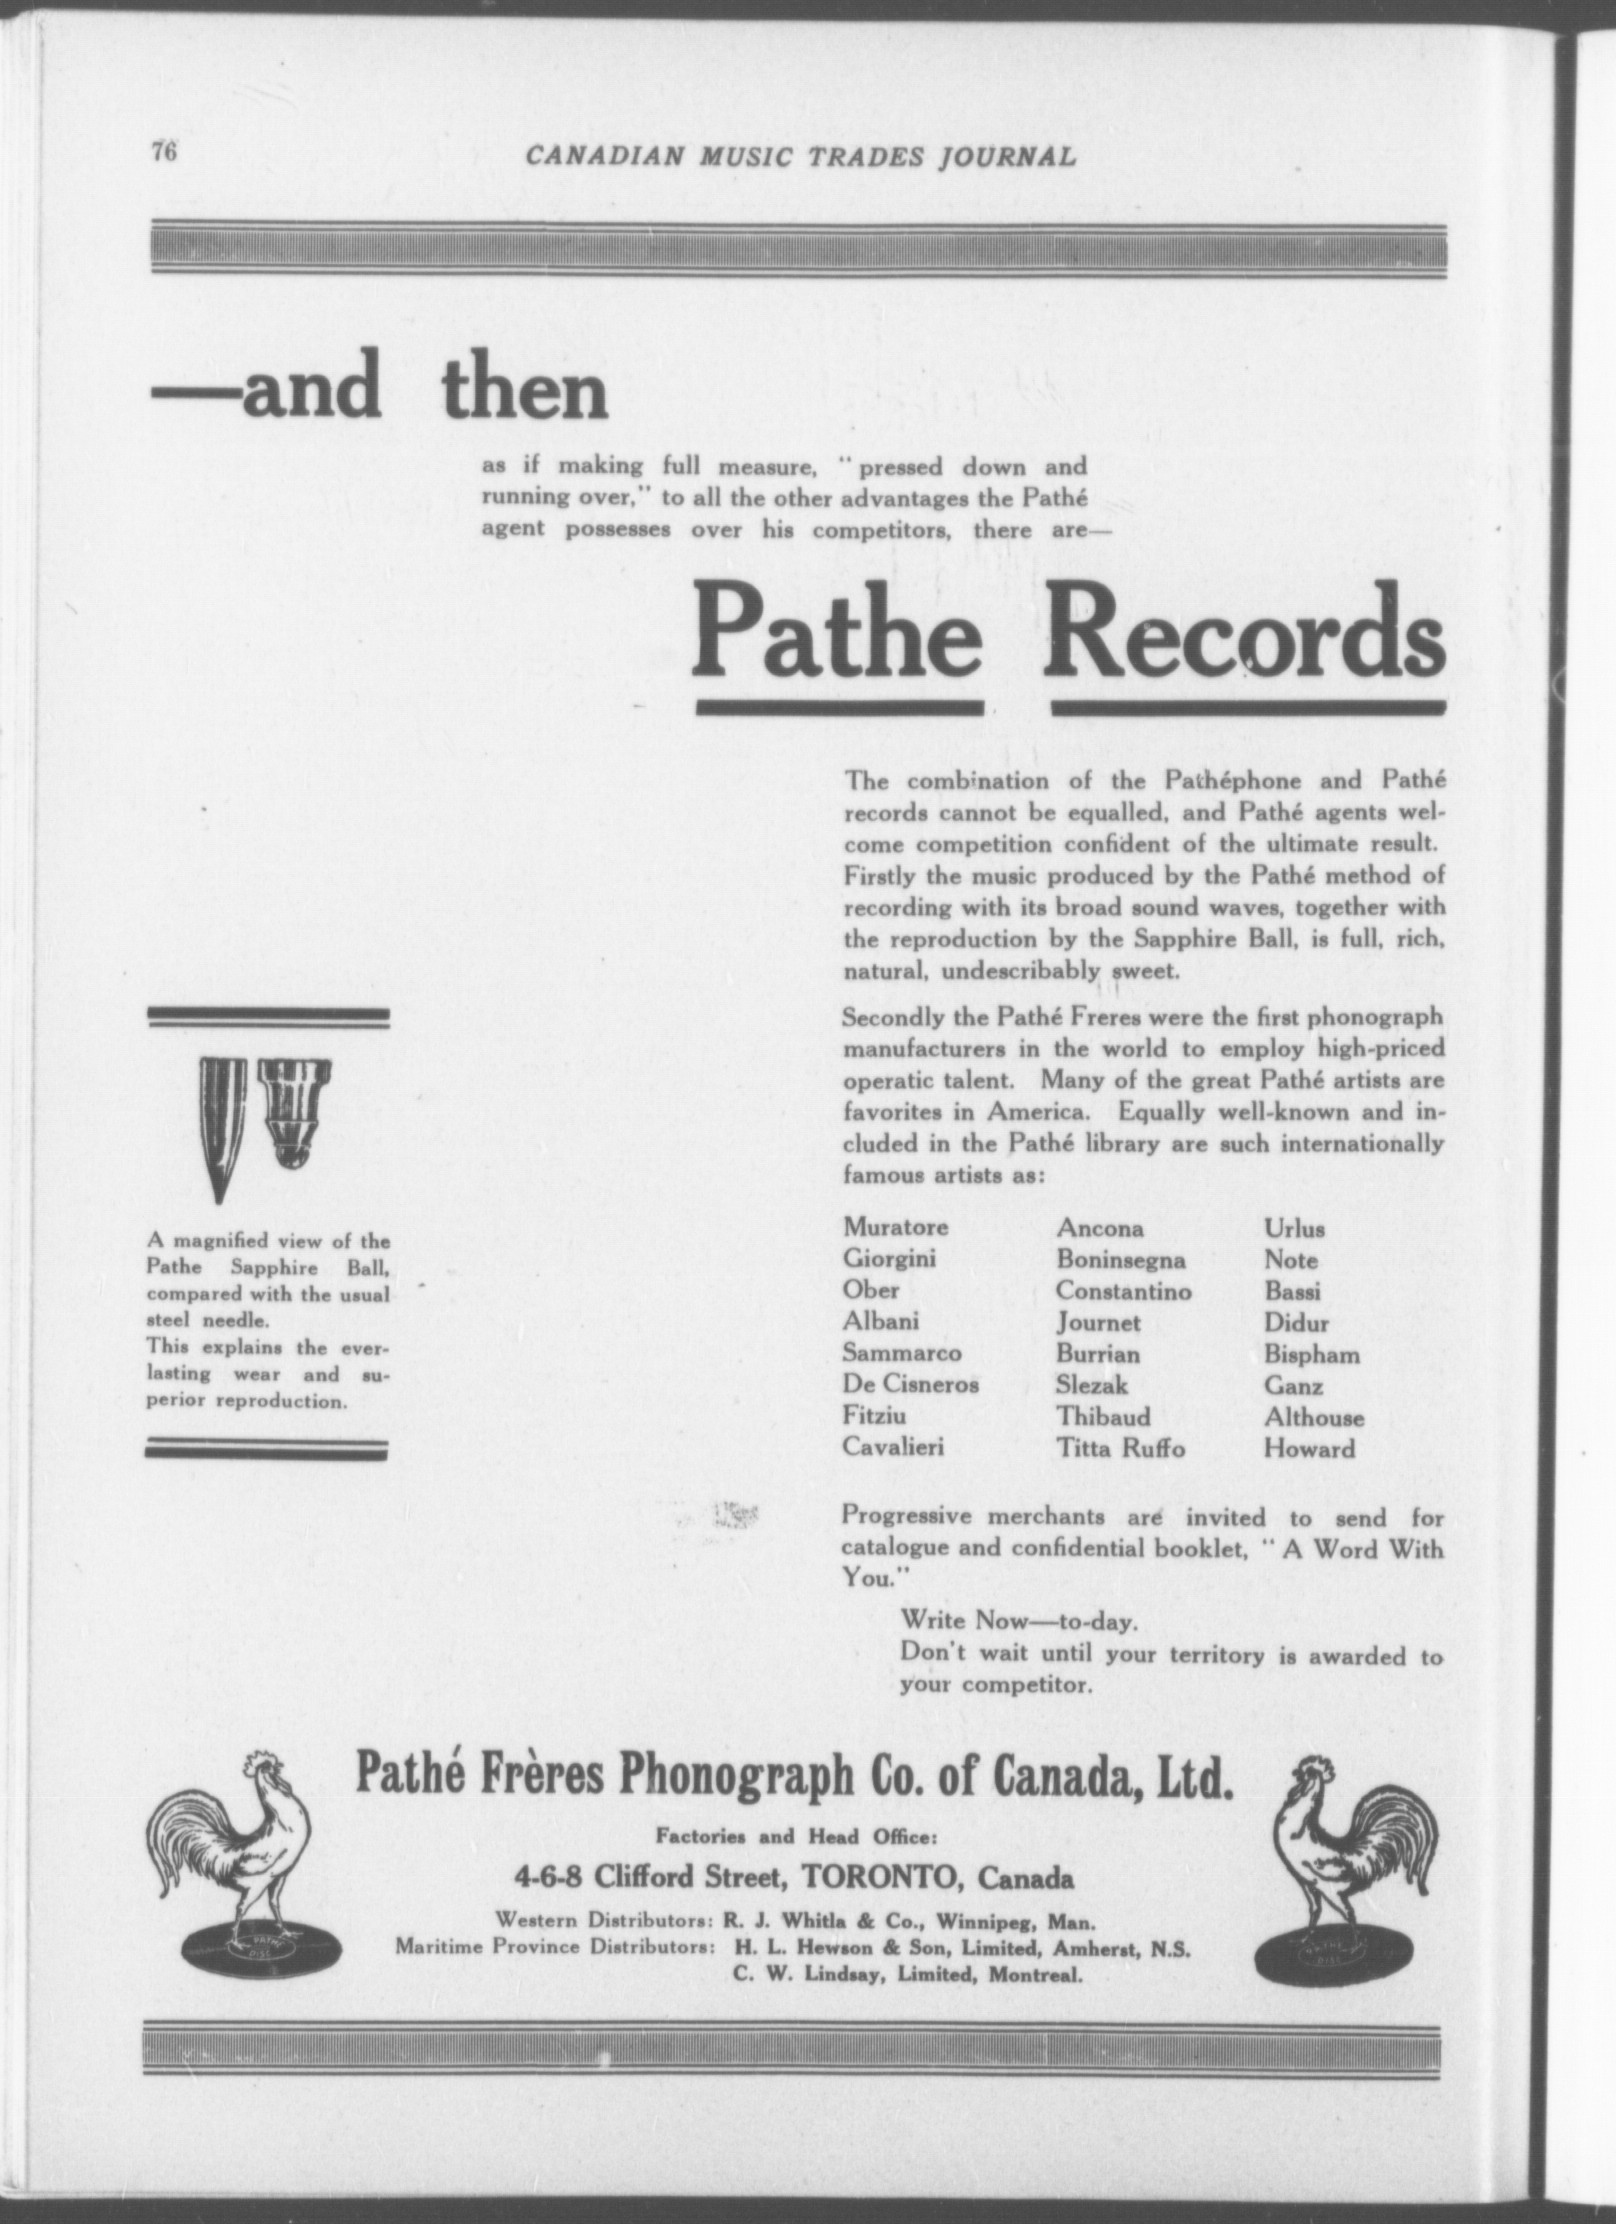 76
CANADIAN MUSIC TRADES JOURNAL
—and then
as if making full measure, "pressed down and
running over," to all the other advantages the Pathé
agent possesses over his competitors, there are—
Pathe Records
The combination of the Pathéphone and Pathé
records cannot be equalled, and Pathé agents wel-
come competition confident of the ultimate result.
Firstly the music produced by the Pathé method of
recording with its broad sound waves, together with
the reproduction by the Sapphire Ball, is full, rich,
natural, undescribably sweet.
Secondly the Pathé Freres were the first phonograph
manufacturers in the world to employ high-priced
operatic talent. Many of the great Pathé artists are
favorites in America. Equally well-known and in-
cluded in the Pathé library are such internationally
famous artists as:
Muratore Ancona Urlus
Giorgini Boninsegna Note
Ober Constantino Bassi
Albani Journet Didur
Sammarco Burrian Bispham
De Cisneros Slezak Ganz
Fitziu Thibaud Althouse
Cavalieri Titta Ruffo Howard
A magnified view of the
Pathe Sapphire Ball,
compared with the usual
steel needle.
This explains the ever-
lasting wear and su-
perior reproduction.
Progressive merchants are invited to send for
catalogue and confidential booklet, "A Word With
You."
Write Now—to-day.
Don't wait until your territory is awarded to
your competitor.
Pathé Frères Phonograph Co. of Canada, Ltd.
Factories and Head Office:
4-6-8 Clifford Street, TORONTO, Canada
Western Distributors: R. J. Whitla & Co., Winnipeg, Man.
Maritime Province Distributors: H. L. Hewson & Son, Limited, Amherst, N.S.
C. W. Lindsay, Limited, Montreal.
PATHÉ
DISC
PATHÉ
DISC